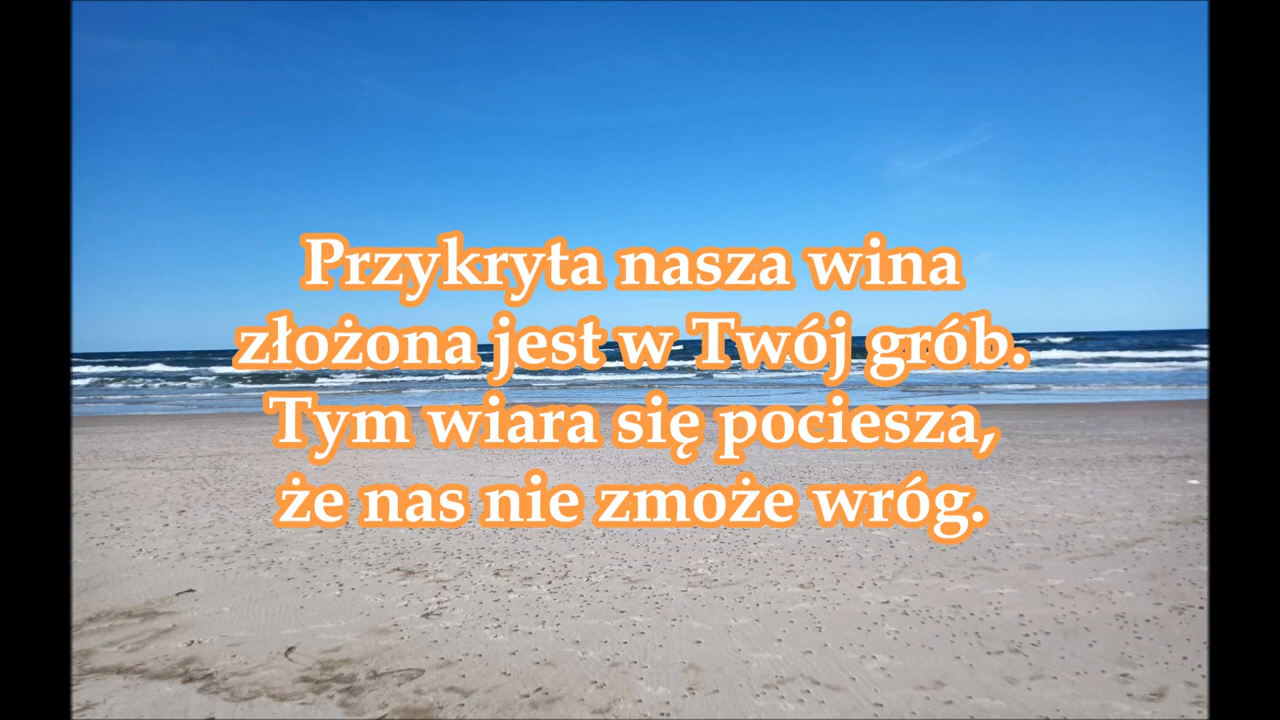 Przykryta nasza wina
złożona jest w Twój grób.
Tym wiara się pociesza,
że nas nie zmoże wróg.